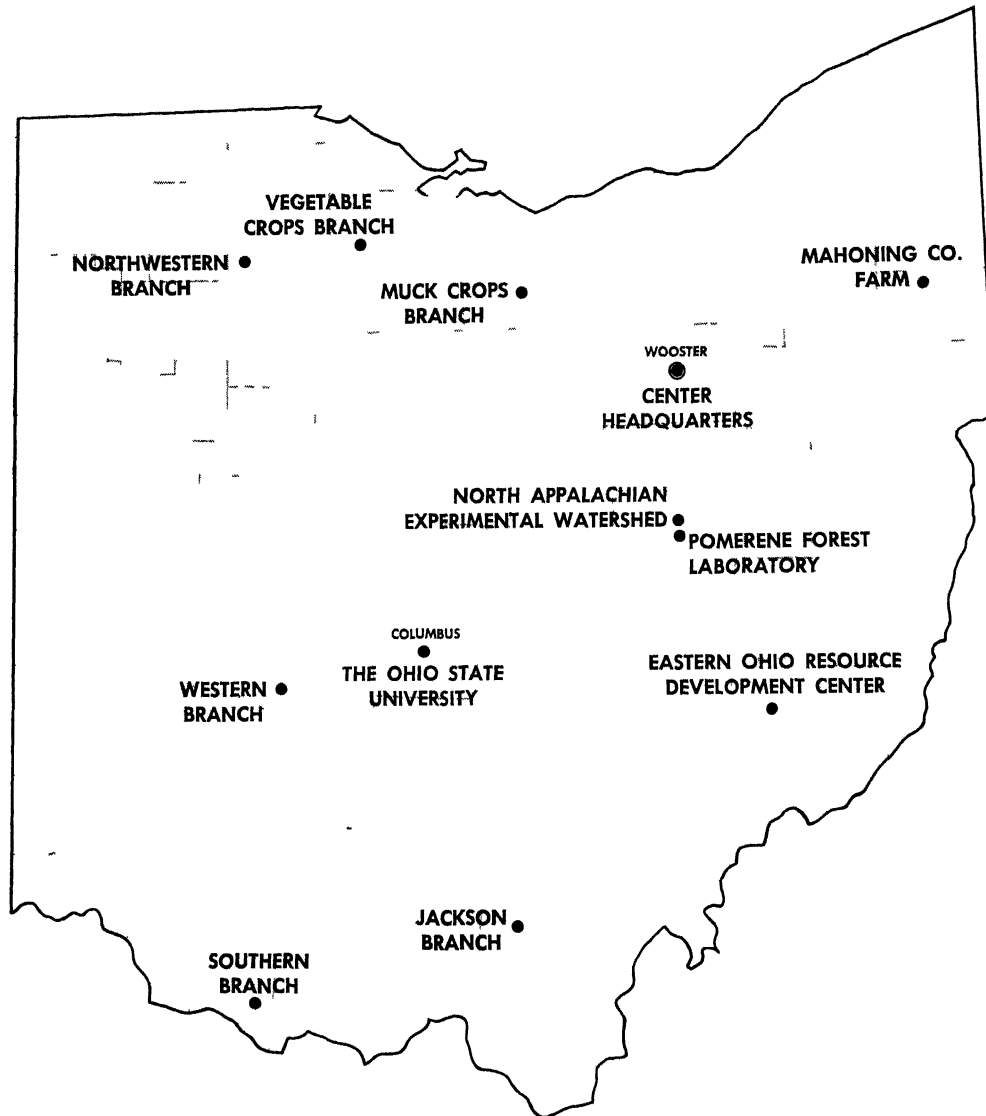 VEGETABLE
CROPS BRANCH
NORTHWESTERN
BRANCH
MUCK CROPS
BRANCH
MAHONING CO.
FARM
WOOSTER
CENTER
HEADQUARTERS
NORTH APPALACHIAN
EXPERIMENTAL WATERSHED
POMERENE FOREST
LABORATORY
COLUMBUS
THE OHIO STATE
UNIVERSITY
WESTERN
BRANCH
EASTERN OHIO RESOURCE
DEVELOPMENT CENTER
JACKSON
BRANCH
SOUTHERN
BRANCH